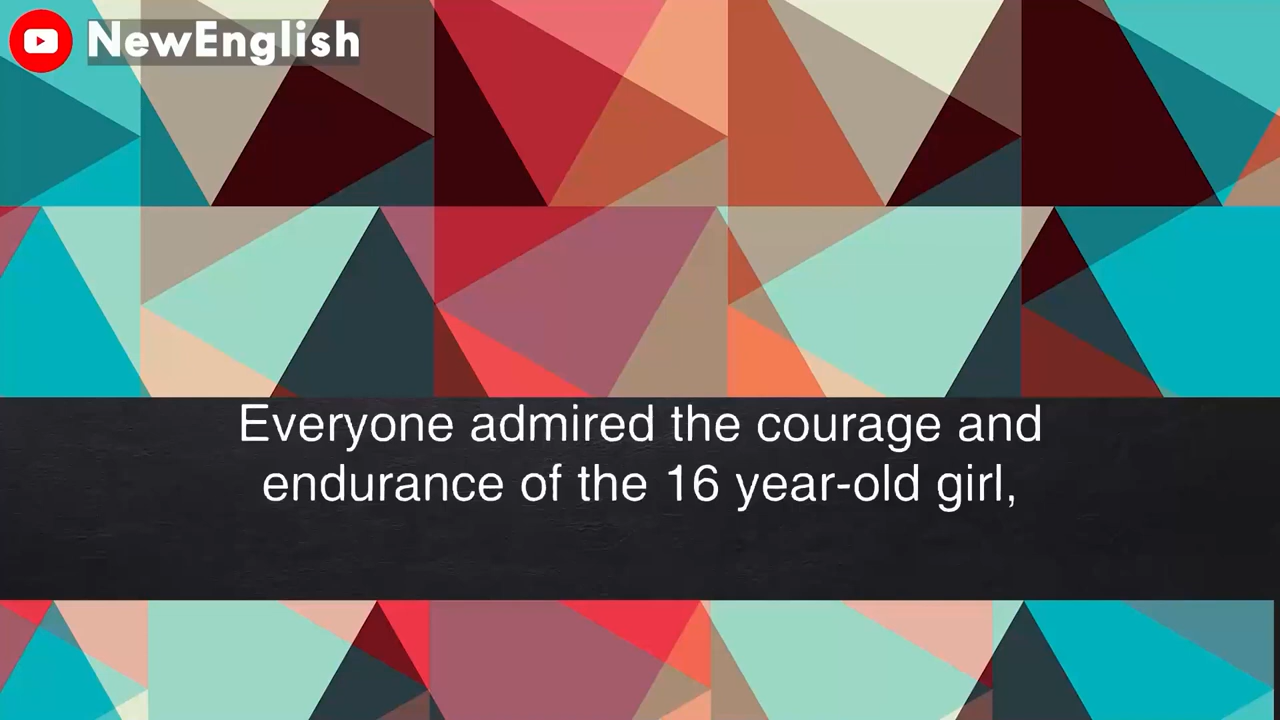 NewEnglish
Everyone admired the courage and
endurance of the 16 year-old girl,